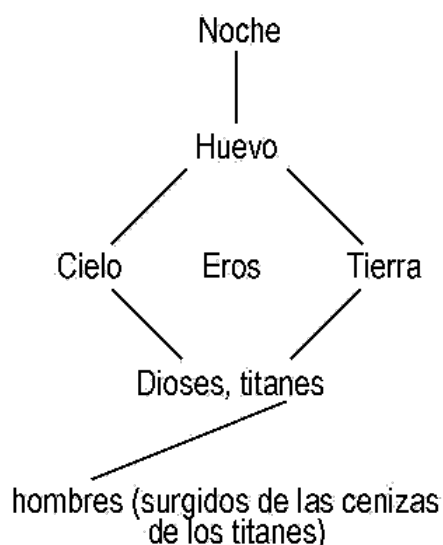 Noche
Huevo
Cielo Eros Tierra
Dioses, titanes
hombres (surgidos de las cenizas
de los titanes)